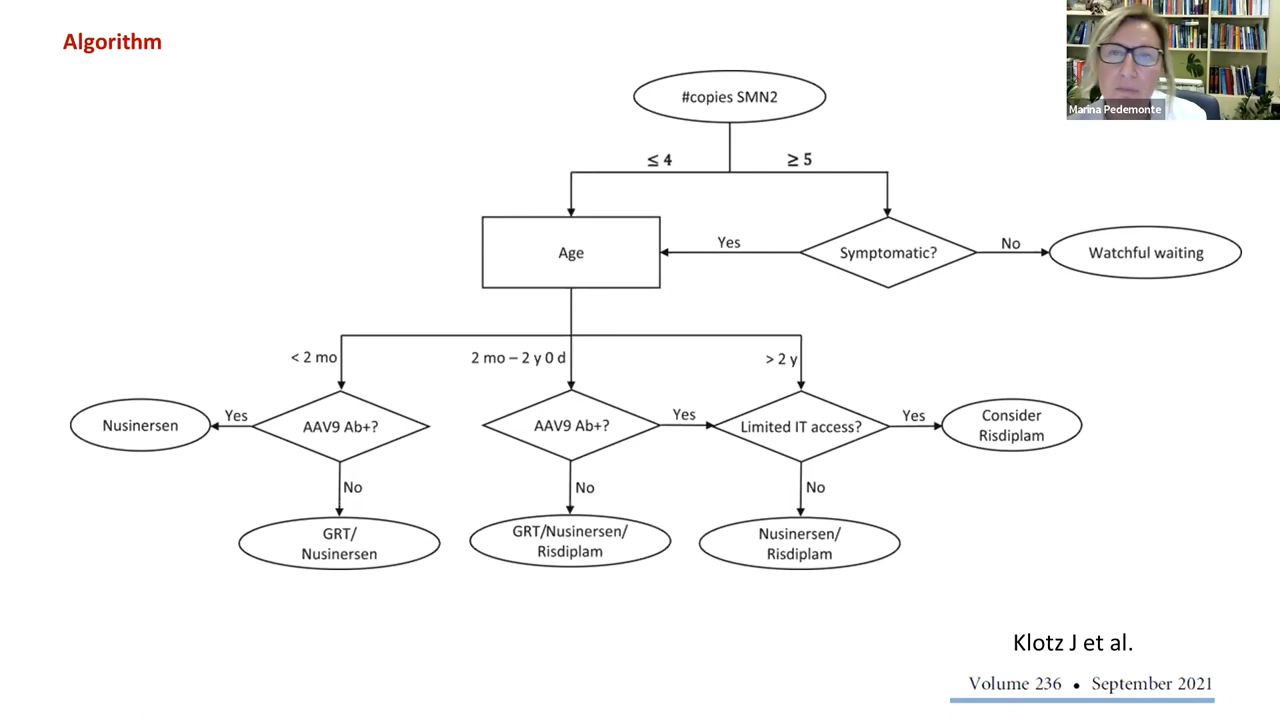 Algorithm
Marina Pedemonte
#copies SMN2
≤ 4
≥ 5
Age
Yes
Symptomatic?
No
Watchful waiting
< 2 mo
2 mo – 2 y 0 d
> 2 y
Nusinersen
Yes
AAV9 Ab+?
AAV9 Ab+?
Yes
Limited IT access?
Yes
Consider
Risdiplam
No
No
No
GRT/
Nusinersen
GRT/Nusinersen/
Risdiplam
Nusinersen/
Risdiplam
Klotz J et al.
Volume 236 • September 2021